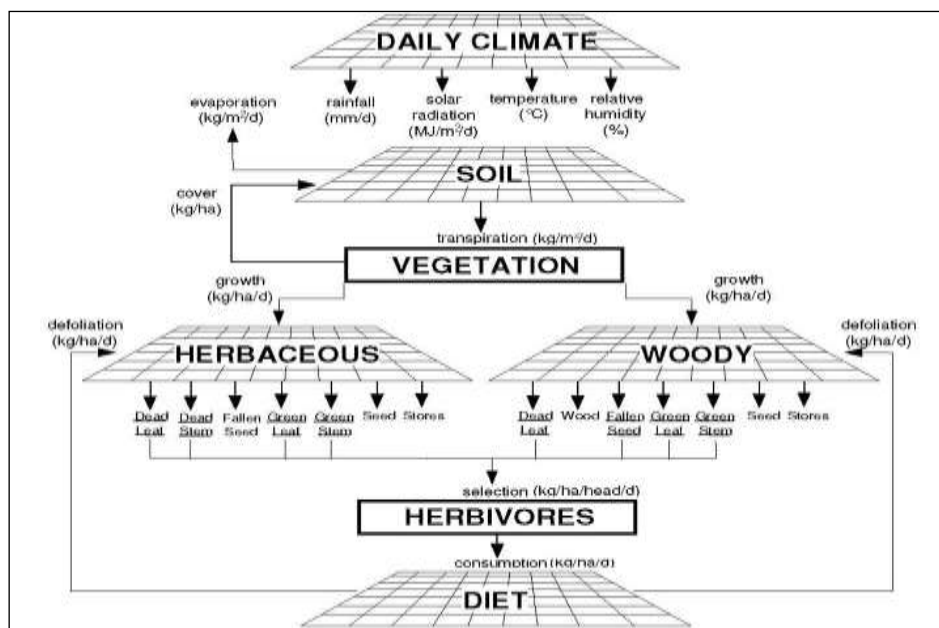 DAILY CLIMATE
evaporation
(kg/m²/d)
rainfall
(mm/d)
solar
radiation
(MJ/m²/d)
temperature
(°C)
relative
humidity
(%)
SOIL
cover
(kg/ha)
transpiration (kg/m²/d)
VEGETATION
growth
(kg/ha/d)
growth
(kg/ha/d)
defoliation
(kg/ha/d)
defoliation
(kg/ha/d)
HERBACEOUS
WOODY
Dead
Leaf
Dead
Stem
Fallen
Seed
Green
Leaf
Green
Stem
Seed
Stores
Dead
Leaf
Wood
Fallen
Seed
Green
Leaf
Green
Stem
Seed
Stores
selection (kg/ha/head/d)
HERBIVORES
consumption (kg/ha/d)
DIET